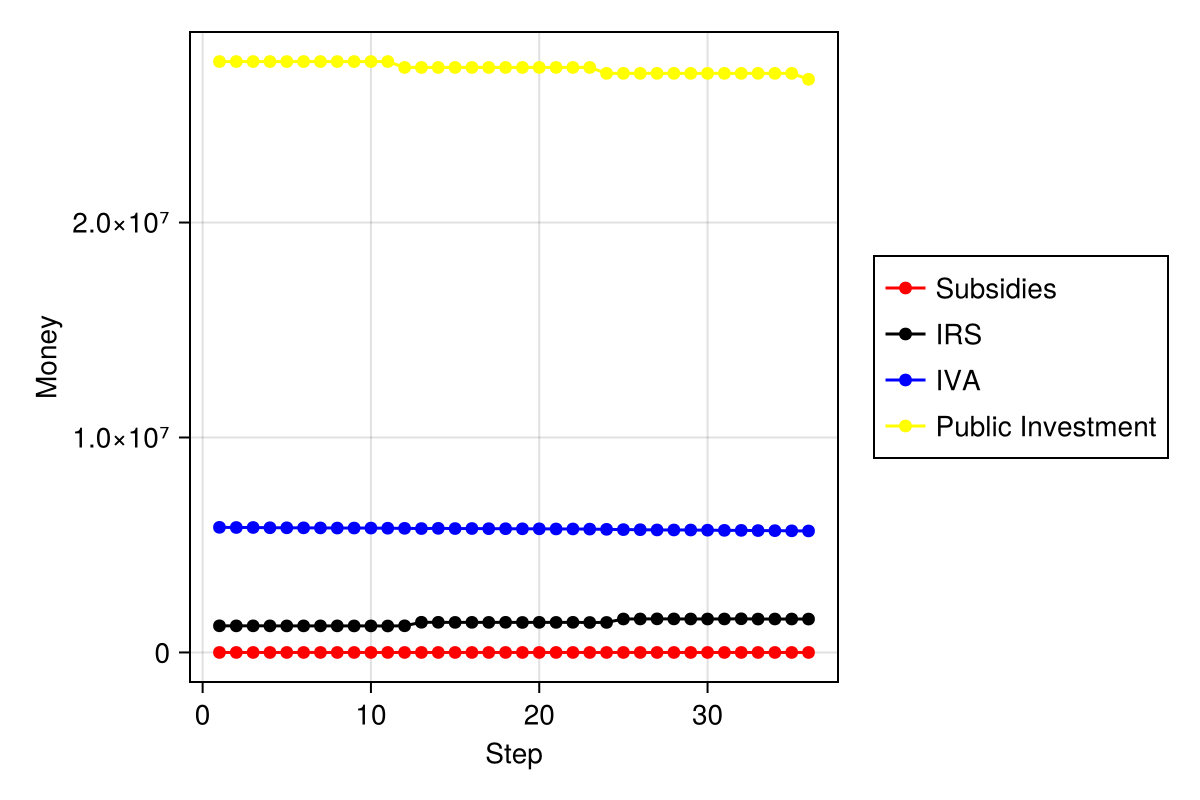 2.0×10⁷
1.0×10⁷
0
Money
0 10 20 30
Step
Subsidies
IRS
IVA
Public Investment